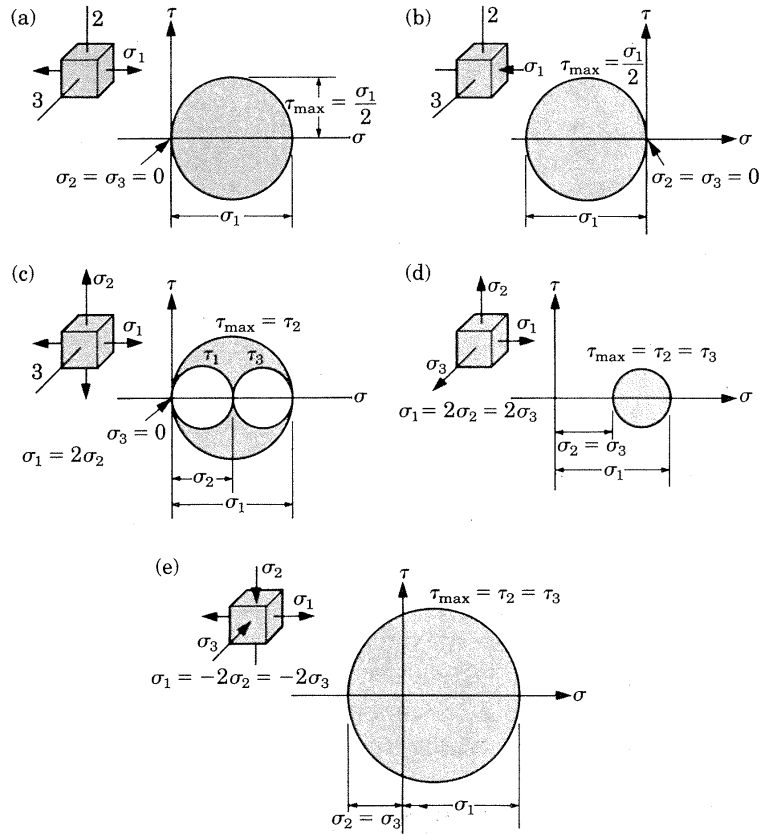 (a)
2
σ₁
3
τ
τmax = σ₁/2
σ
σ₂ = σ₃ = 0
σ₁
(b)
2
σ₁
3
τ
τmax = σ₁/2
σ
σ₂ = σ₃ = 0
σ₁
(c)
σ₂
σ₁
3
τ
τmax = τ₂
τ₁
τ₃
σ
σ₃ = 0
σ₁ = 2σ₂
σ₂
σ₁
(d)
σ₂
σ₁
σ₃
τ
τmax = τ₂ = τ₃
σ
σ₁ = 2σ₂ = 2σ₃
σ₂ = σ₃
σ₁
(e)
σ₂
σ₁
σ₃
τ
τmax = τ₂ = τ₃
σ
σ₁ = −2σ₂ = −2σ₃
σ₂ = σ₃
σ₁